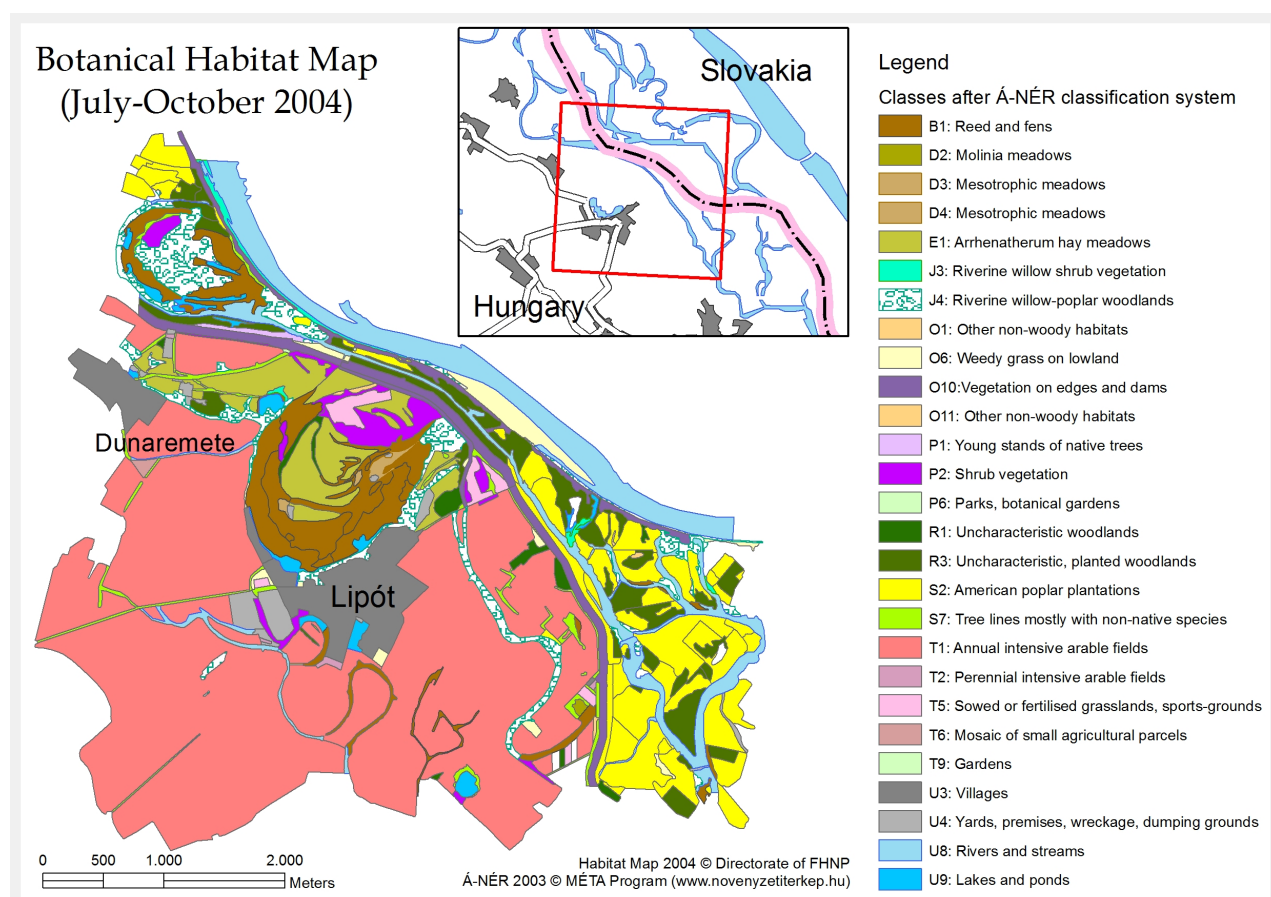 Botanical Habitat Map
(July-October 2004)
Slovakia
Hungary
Dunaremete
Lipót
Legend
Classes after Á-NÉR classification system
B1: Reed and fens
D2: Molinia meadows
D3: Mesotrophic meadows
D4: Mesotrophic meadows
E1: Arrhenatherum hay meadows
J3: Riverine willow shrub vegetation
J4: Riverine willow-poplar woodlands
O1: Other non-woody habitats
O6: Weedy grass on lowland
O10:Vegetation on edges and dams
O11: Other non-woody habitats
P1: Young stands of native trees
P2: Shrub vegetation
P6: Parks, botanical gardens
R1: Uncharacteristic woodlands
R3: Uncharacteristic, planted woodlands
S2: American poplar plantations
S7: Tree lines mostly with non-native species
T1: Annual intensive arable fields
T2: Perennial intensive arable fields
T5: Sowed or fertilised grasslands, sports-grounds
T6: Mosaic of small agricultural parcels
T9: Gardens
U3: Villages
U4: Yards, premises, wreckage, dumping grounds
U8: Rivers and streams
U9: Lakes and ponds
0 500 1.000 2.000
Meters
Habitat Map 2004 © Directorate of FHNP
Á-NÉR 2003 © MÉTA Program (www.novenyzetiterkep.hu)